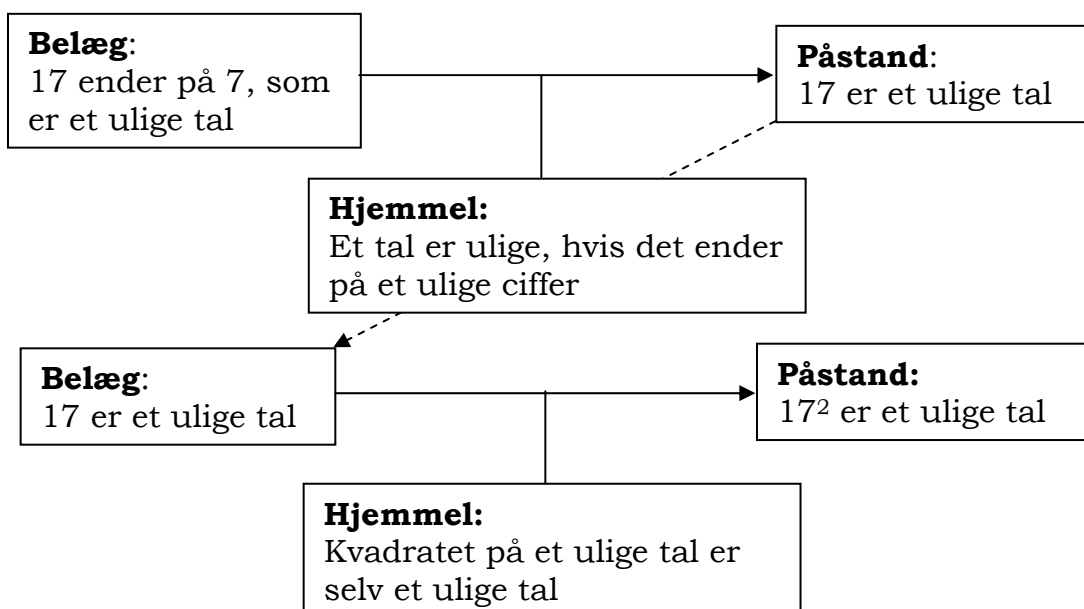 Belæg:
17 ender på 7, som
er et ulige tal
Påstand:
17 er et ulige tal
Hjemmel:
Et tal er ulige, hvis det ender
på et ulige ciffer
Belæg:
17 er et ulige tal
Påstand:
17² er et ulige tal
Hjemmel:
Kvadratet på et ulige tal er
selv et ulige tal